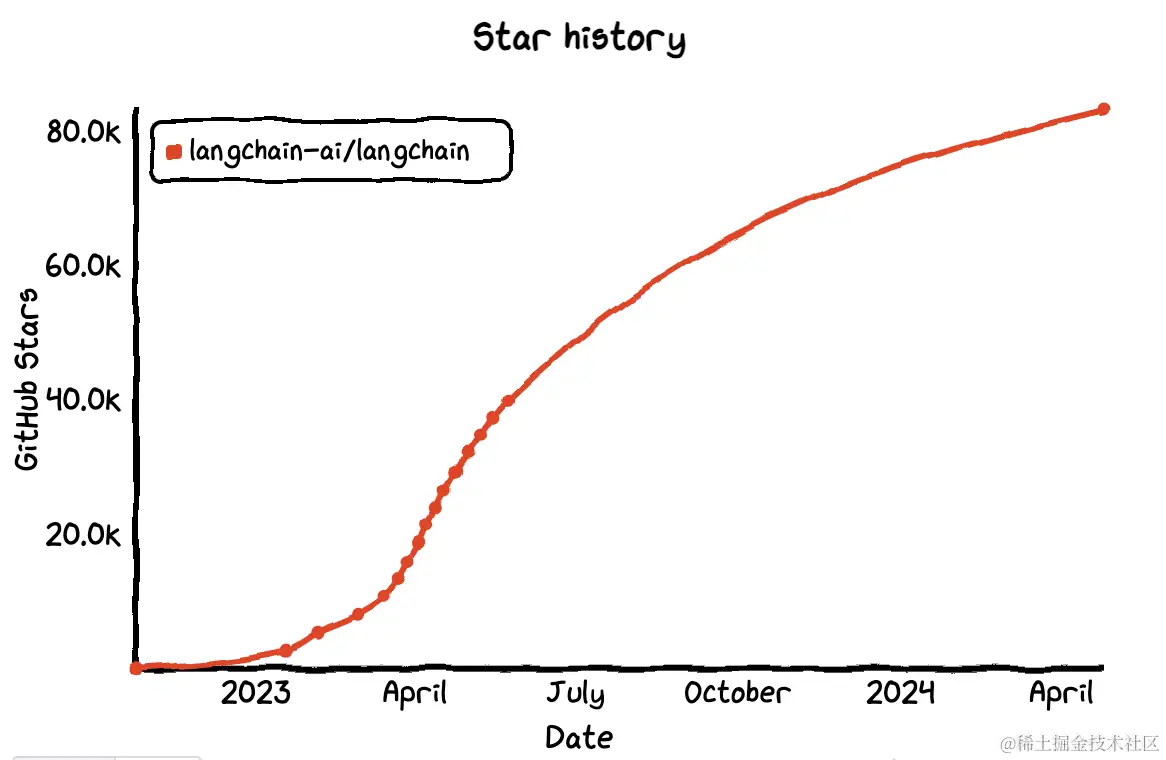 Star history
langchain-ai/langchain
80.0k
60.0k
40.0k
20.0k
GitHub Stars
2023 April July October 2024 April
Date
@稀土掘金技术社区